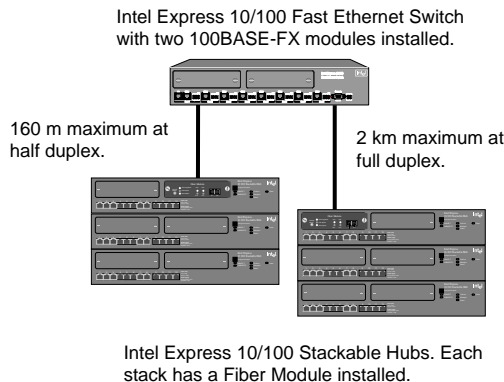 Intel Express 10/100 Fast Ethernet Switch
with two 100BASE-FX modules installed.
160 m maximum at
half duplex.
2 km maximum at
full duplex.
Intel Express 10/100 Stackable Hubs. Each
stack has a Fiber Module installed.